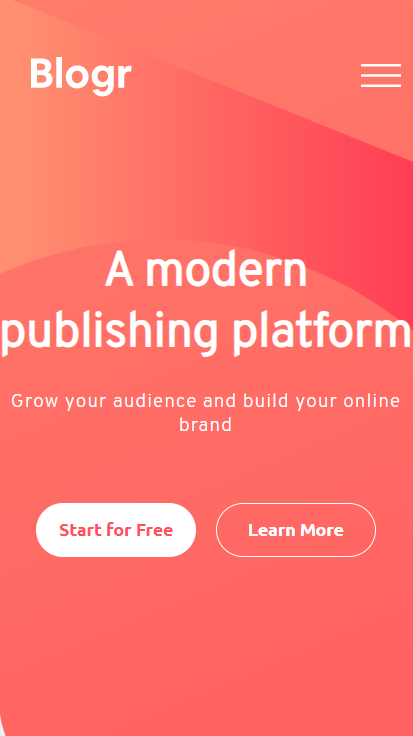 Blogr
A modern
publishing platform
Grow your audience and build your online
brand
Start for Free
Learn More